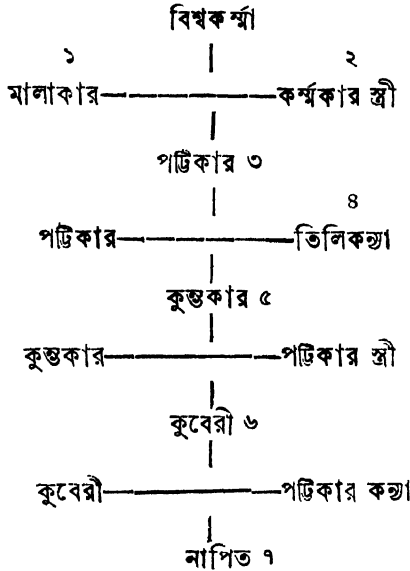 বিশ্বকর্ম্মা
১ ২
মালাকার কর্ম্মকার স্ত্রী
পট্টিকার ৩
৪
পট্টিকার তিলিকন্যা
কুম্ভকার ৫
কুম্ভকার পট্টিকার স্ত্রী
কুবেরী ৬
কুবেরী পট্টিকার কন্যা
নাপিত ৭